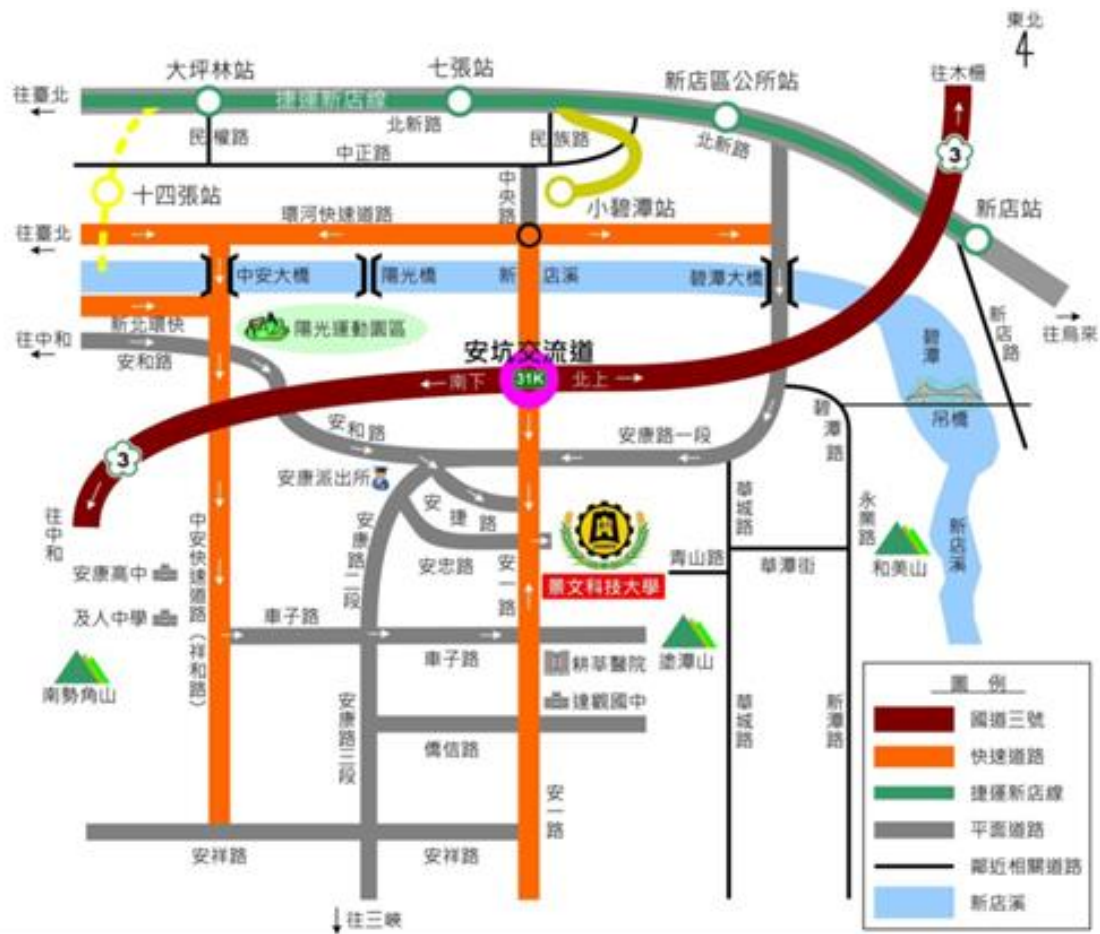 東北
4
往木柵
大坪林站
七張站
新店區公所站
往臺北
捷運新店線
北新路
北新路
民權路
民族路
中正路
3
十四張站
中央路
小碧潭站
新店站
環河快速道路
往臺北
中安大橋
陽光橋
新店溪
碧潭大橋
新北環快
陽光運動園區
往中和
安和路
安坑交流道
往烏來
新店路
碧潭
31K
南下
北上
吊橋
碧潭路
安和路
安康路一段
3
安康派出所
往中和
安捷路
安康路二段
華城路
永業路
新店溪
中安快速道路(祥和路)
安忠路
安一路
青山路
華潭街
和美山
安康高中
景文科技大學
及人中學
車子路
車子路
耕莘醫院
塗潭山
南勢角山
達觀國中
安康路三段
僑信路
華城路
新潭路
安一路
安祥路
安祥路
往三峽
圖例
國道三號
快速道路
捷運新店線
平面道路
鄰近相關道路
新店溪